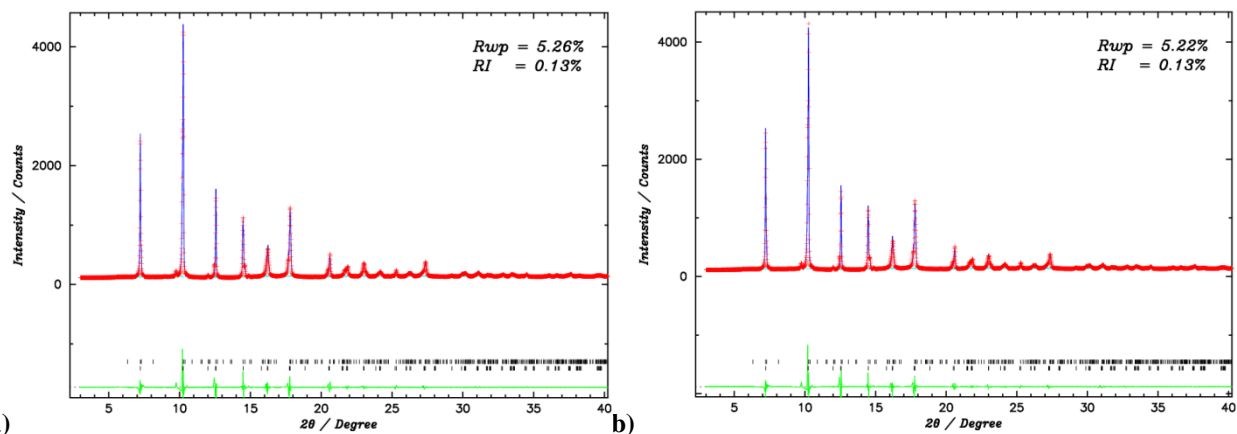 4000
Rwp = 5.26%
RI = 0.13%
2000
0
Intensity / Counts
5 10 15 20 25 30 35 40
2θ / Degree
)
4000
Rwp = 5.22%
RI = 0.13%
2000
0
Intensity / Counts
5 10 15 20 25 30 35 40
2θ / Degree
b)